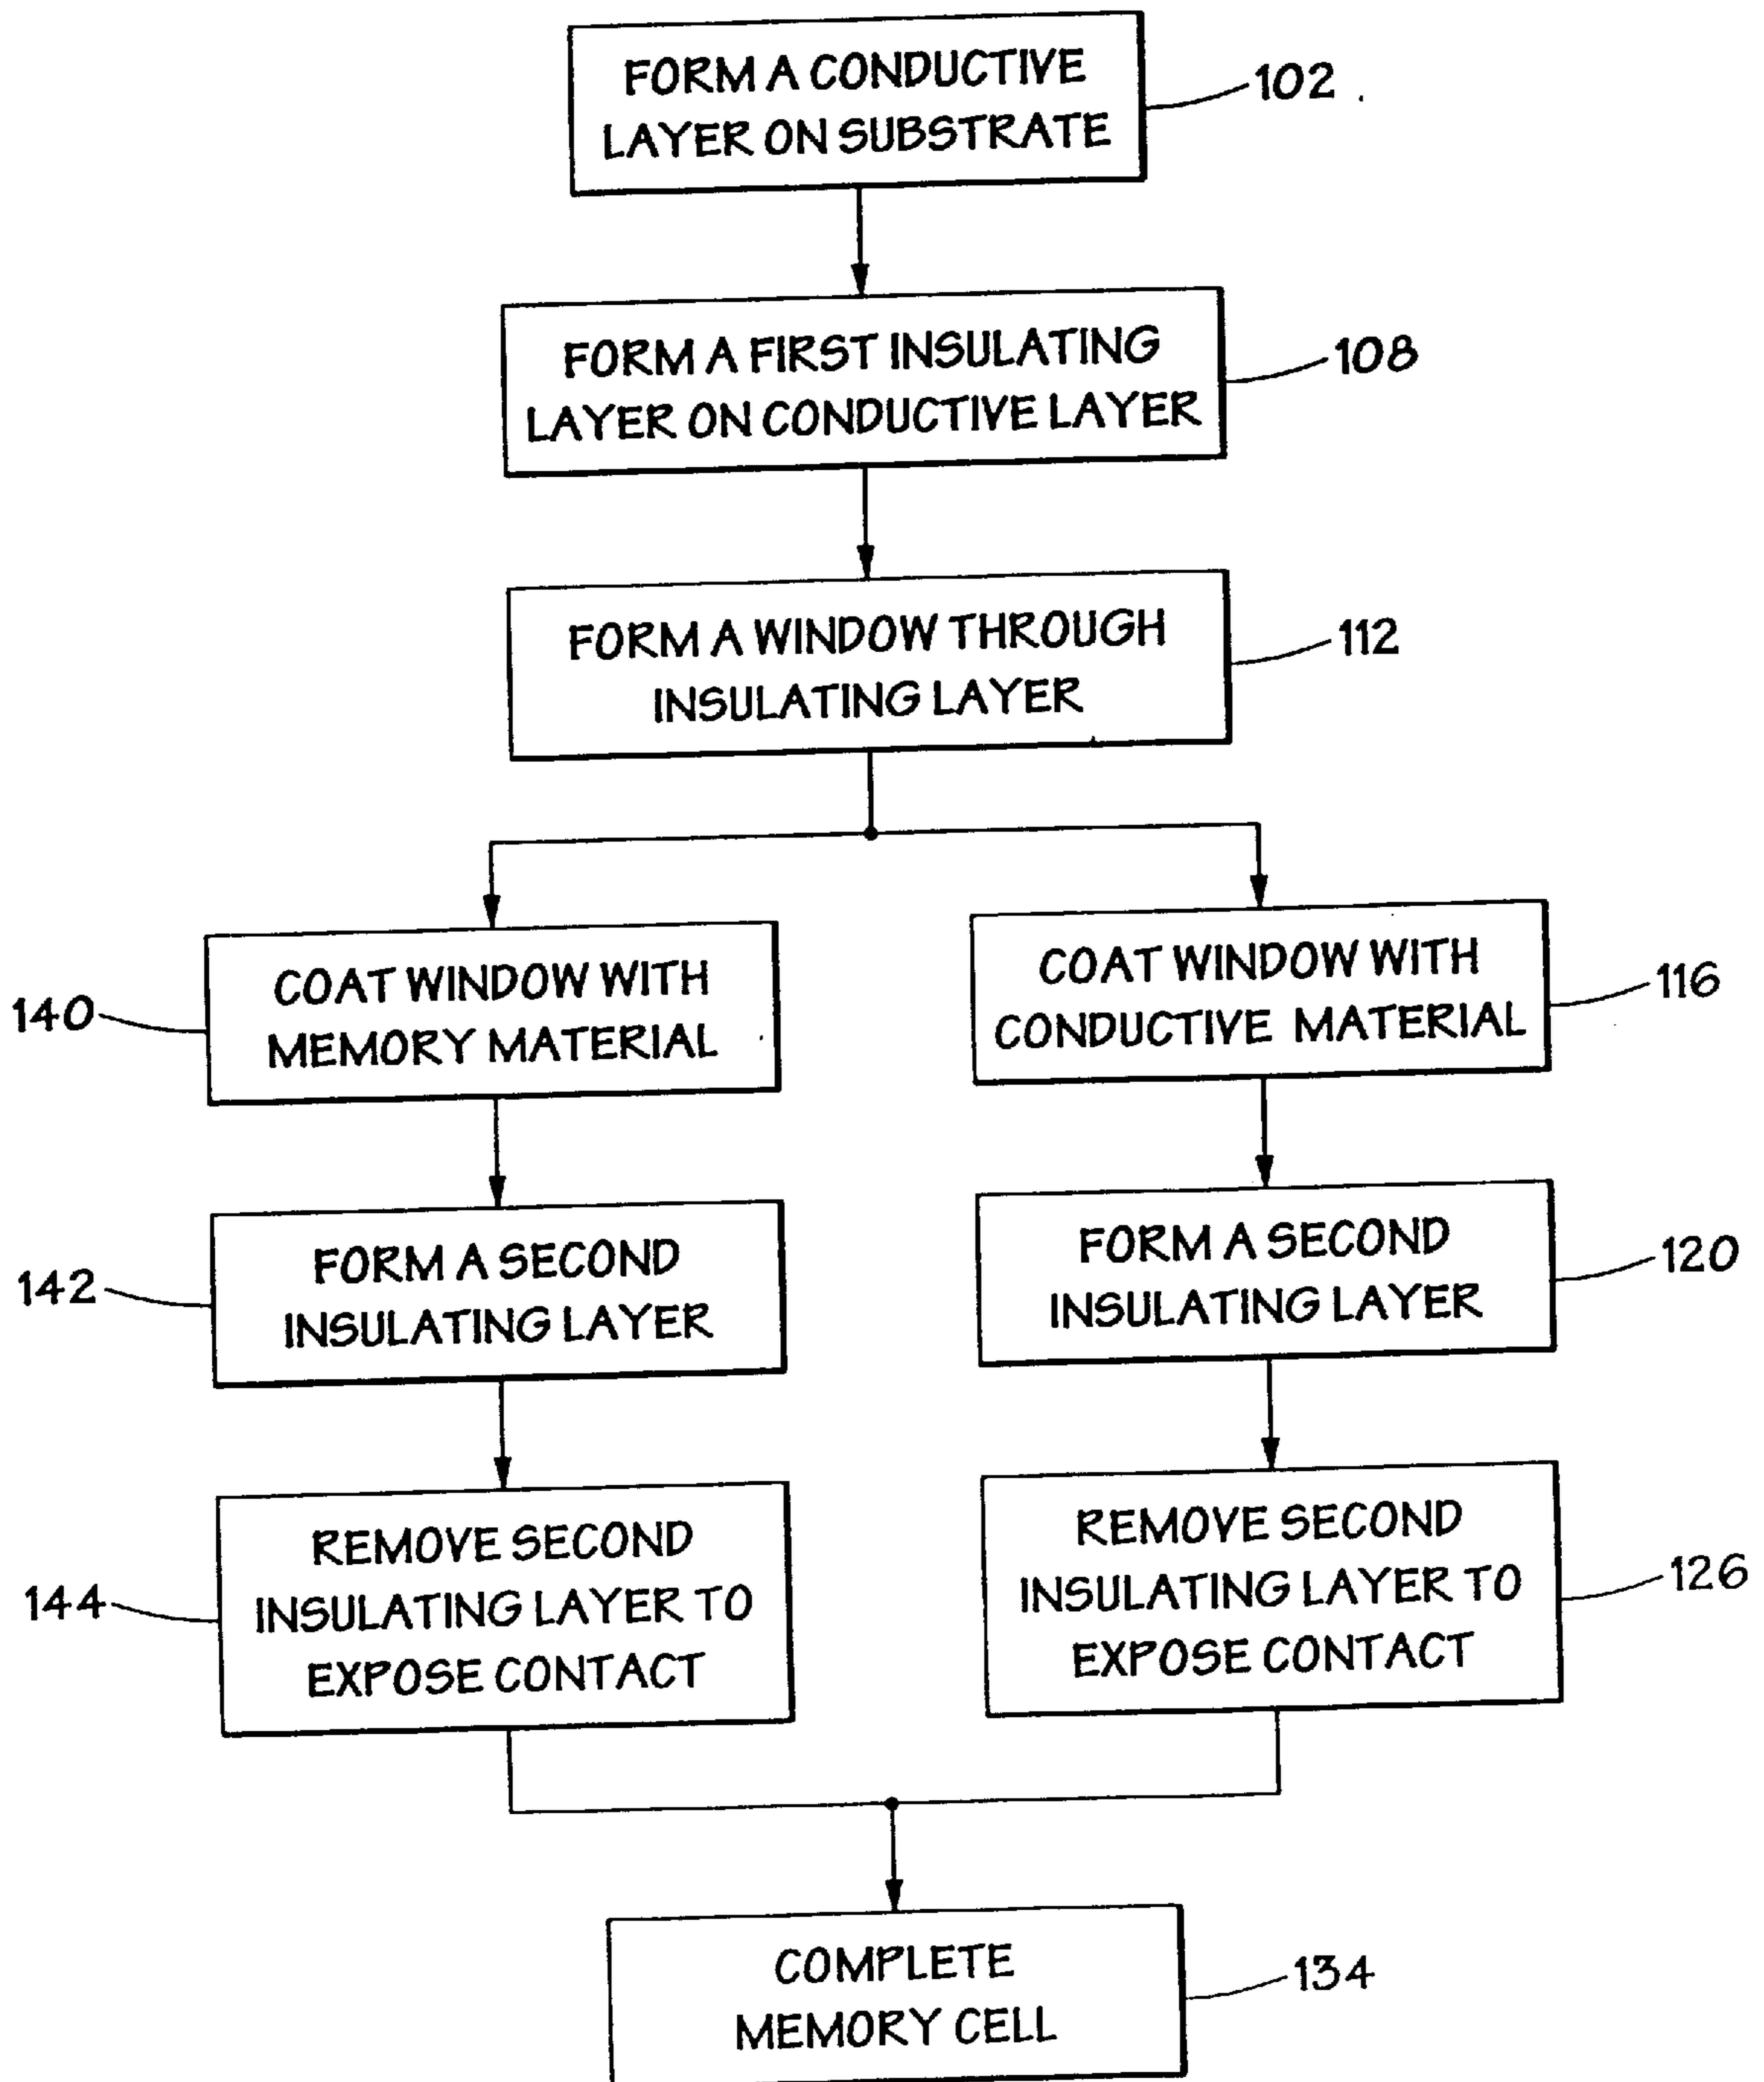 FORM A CONDUCTIVE
LAYER ON SUBSTRATE
102
FORM A FIRST INSULATING
LAYER ON CONDUCTIVE LAYER
108
FORM A WINDOW THROUGH
INSULATING LAYER
112
COAT WINDOW WITH
MEMORY MATERIAL
140
COAT WINDOW WITH
CONDUCTIVE MATERIAL
116
FORM A SECOND
INSULATING LAYER
142
FORM A SECOND
INSULATING LAYER
120
REMOVE SECOND
INSULATING LAYER TO
EXPOSE CONTACT
144
REMOVE SECOND
INSULATING LAYER TO
EXPOSE CONTACT
126
COMPLETE
MEMORY CELL
134